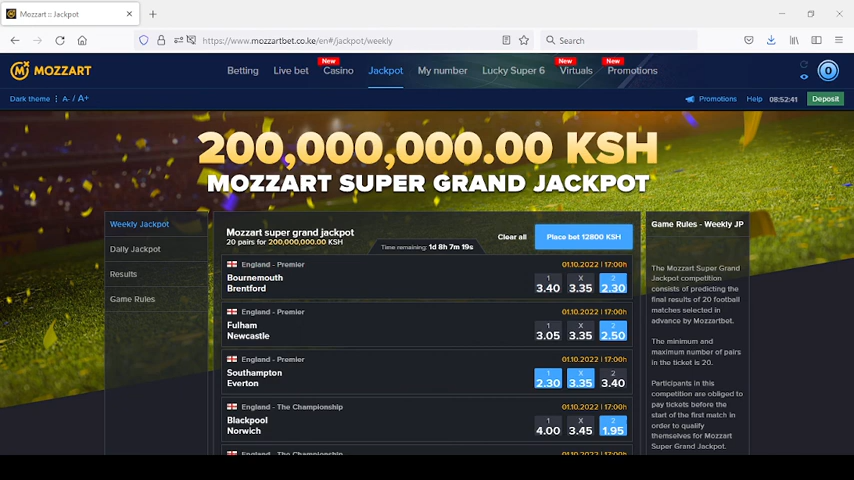 Mozzart :: Jackpot
https://www.mozzartbet.co.ke/en#/jackpot/weekly
Search
MOZZART
Betting
Live bet
New
Casino
Jackpot
My number
Lucky Super 6
New
Virtuals
New
Promotions
0
Dark theme
A- / A+
Promotions
Help
08:52:41
Deposit
200,000,000.00 KSH
MOZZART SUPER GRAND JACKPOT
Weekly Jackpot
Daily Jackpot
Results
Game Rules
Mozzart super grand jackpot
20 pairs for 200,000,000.00 KSH
Time remaining: 1d 8h 7m 19s
Clear all
Place bet 12800 KSH
England - Premier
01.10.2022 | 17:00h
Bournemouth
Brentford
1 X 2
3.40 3.35 2.30
England - Premier
01.10.2022 | 17:00h
Fulham
Newcastle
1 X 2
3.05 3.35 2.50
England - Premier
01.10.2022 | 17:00h
Southampton
Everton
1 X 2
2.30 3.35 3.40
England - The Championship
01.10.2022 | 17:00h
Blackpool
Norwich
1 X 2
4.00 3.45 1.95
England - The Championship
01.10.2022 | 17:00h
Game Rules - Weekly JP
The Mozzart Super Grand
Jackpot competition
consists of predicting the
final results of 20 football
matches selected in
advance by Mozzartbet.
The minimum and
maximum number of pairs
in the ticket is 20.
Participants in this
competition are obliged to
pay tickets before the
start of the first match in
order to qualify
themselves for Mozzart
Super Grand Jackpot.